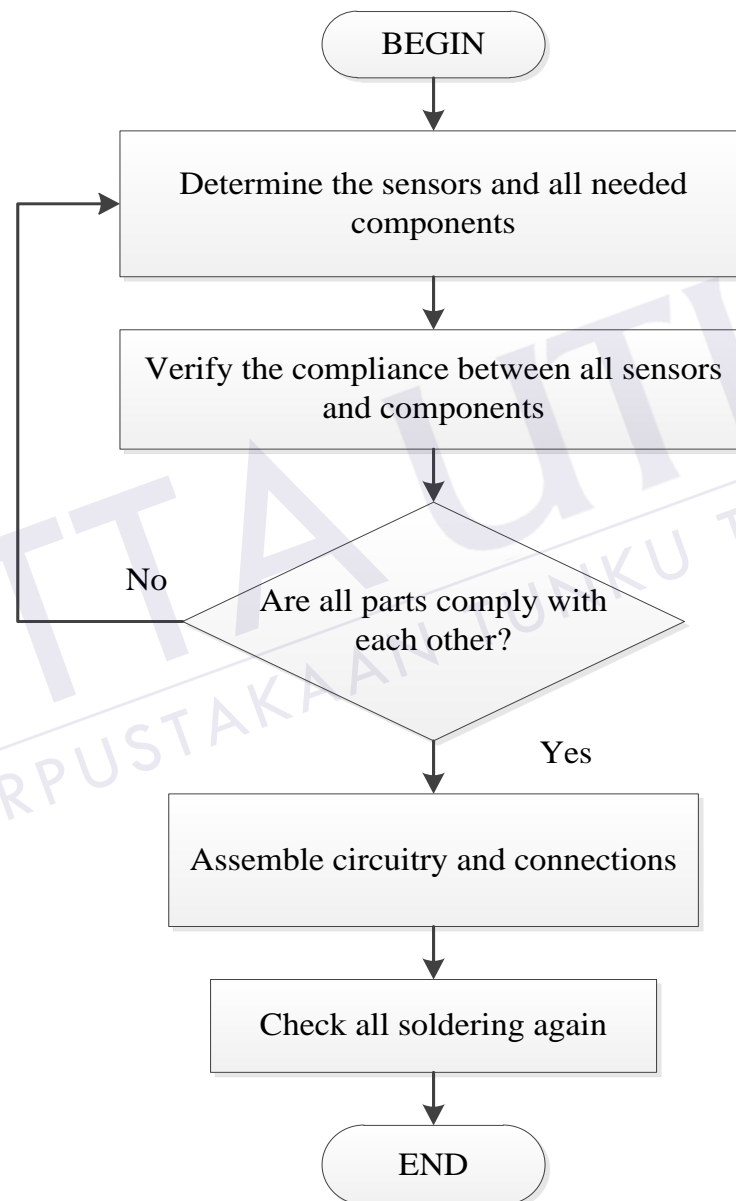 BEGIN
Determine the sensors and all needed
components
Verify the compliance between all sensors
and components
No
Are all parts comply with
each other?
Yes
Assemble circuitry and connections
Check all soldering again
END